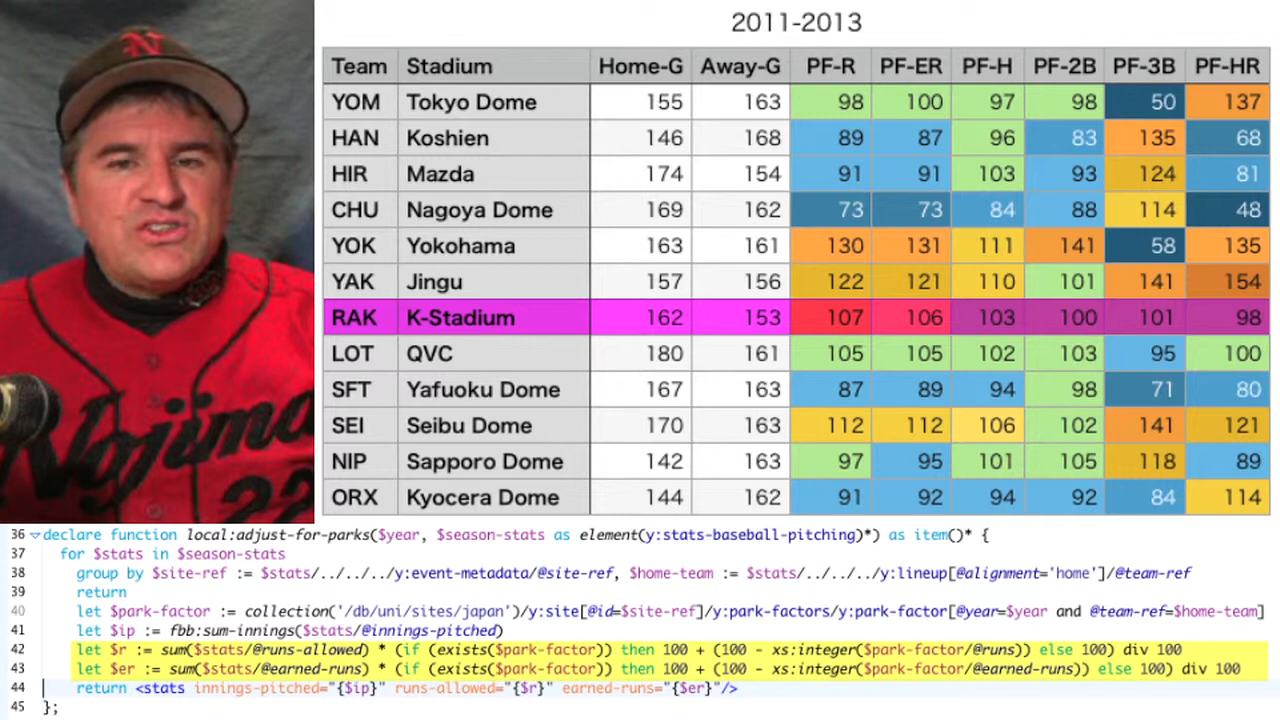 N
Nojima
22
2011-2013
Team Stadium Home-G Away-G PF-R PF-ER PF-H PF-2B PF-3B PF-HR
YOM Tokyo Dome 155 163 98 100 97 98 50 137
HAN Koshien 146 168 89 87 96 83 135 68
HIR Mazda 174 154 91 91 103 93 124 81
CHU Nagoya Dome 169 162 73 73 84 88 114 48
YOK Yokohama 163 161 130 131 111 141 58 135
YAK Jingu 157 156 122 121 110 101 141 154
RAK K-Stadium 162 153 107 106 103 100 101 98
LOT QVC 180 161 105 105 102 103 95 100
SFT Yafuoku Dome 167 163 87 89 94 98 71 80
SEI Seibu Dome 170 163 112 112 106 102 141 121
NIP Sapporo Dome 142 163 97 95 101 105 118 89
ORX Kyocera Dome 144 162 91 92 94 92 84 114
36 declare function local:adjust-for-parks($year, $season-stats as element(y:stats-baseball-pitching)*) as item()* {
37 for $stats in $season-stats
38 group by $site-ref := $stats/../../../y:event-metadata/@site-ref, $home-team := $stats/../../../y:lineup[@alignment='home']/@team-ref
39 return
40 let $park-factor := collection('/db/uni/sites/japan')/y:site[@id=$site-ref]/y:park-factors/y:park-factor[@year=$year and @team-ref=$home-team]
41 let $ip := fbb:sum-innings($stats/@innings-pitched)
42 let $r := sum($stats/@runs-allowed) * (if (exists($park-factor)) then 100 + (100 - xs:integer($park-factor/@runs)) else 100) div 100
43 let $er := sum($stats/@earned-runs) * (if (exists($park-factor)) then 100 + (100 - xs:integer($park-factor/@earned-runs)) else 100) div 100
44 return <stats innings-pitched="{$ip}" runs-allowed="{$r}" earned-runs="{$er}"/>
45 };